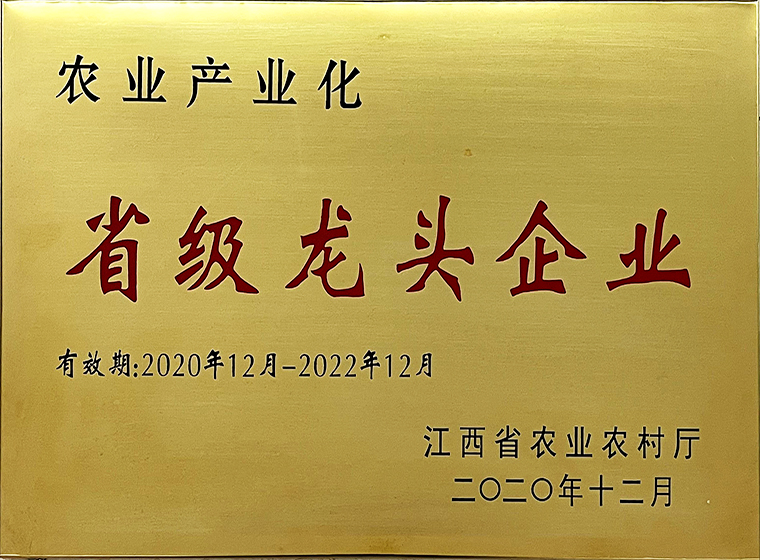 农业产业化
省级龙头企业
有效期:2020年12月-2022年12月
江西省农业农村厅
二〇二〇年十二月